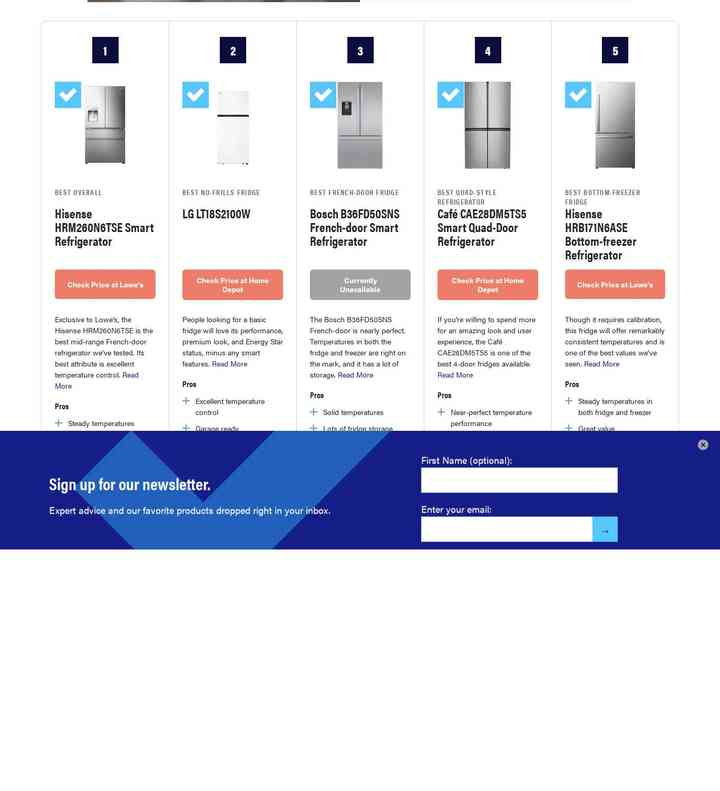 1
2
3
4
5
BEST OVERALL
Hisense
HRM260N6TSE Smart
Refrigerator
Check Price at Lowe's
Exclusive to Lowe's, the
Hisense HRM260N6TSE is the
best mid-range French-door
refrigerator we've tested. Its
best attribute is excellent
temperature control. Read
More
Pros
Steady temperatures
BEST NO-FRILLS FRIDGE
LG LT18S2100W
Check Price at Home
Depot
People looking for a basic
fridge will love its performance,
premium look, and Energy Star
status, minus any smart
features. Read More
Pros
Excellent temperature
control
Garage ready
BEST FRENCH-DOOR FRIDGE
Bosch B36FD50SNS
French-door Smart
Refrigerator
Currently
Unavailable
The Bosch B36FD50SNS
French-door is nearly perfect.
Temperatures in both the
fridge and freezer are right on
the mark, and it has a lot of
storage. Read More
Pros
Solid temperatures
Lots of fridge storage
BEST QUAD-STYLE
REFRIGERATOR
Café CAE28DM5TS5
Smart Quad-Door
Refrigerator
Check Price at Home
Depot
If you're willing to spend more
for an amazing look and user
experience, the Café
CAE28DM5TS5 is one of the
best 4-door fridges available.
Read More
Pros
Near-perfect temperature
performance
BEST BOTTOM-FREEZER
FRIDGE
Hisense
HRB171N6ASE
Bottom-freezer
Refrigerator
Check Price at Lowe's
Though it requires calibration,
this fridge will offer remarkably
consistent temperatures and is
one of the best values we've
seen. Read More
Pros
Steady temperatures in
both fridge and freezer
Great value
Sign up for our newsletter.
Expert advice and our favorite products dropped right in your inbox.
First Name (optional):
Enter your email:
→